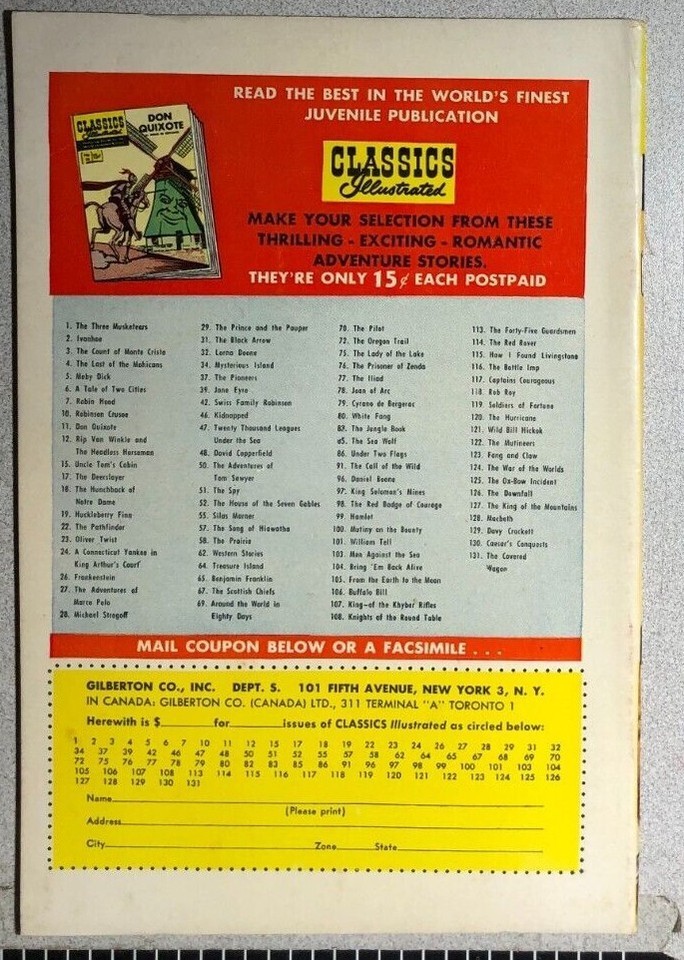 READ THE BEST IN THE WORLD'S FINEST
JUVENILE PUBLICATION
CLASSICS
Illustrated
DON
QUIXOTE
CLASSICS
Illustrated
MAKE YOUR SELECTION FROM THESE
THRILLING - EXCITING - ROMANTIC
ADVENTURE STORIES.
THEY'RE ONLY 15¢ EACH POSTPAID
1. The Three Musketeers
2. Ivanhoe
3. The Count of Monte Cristo
4. The Last of the Mohicans
5. Moby Dick
6. A Tale of Two Cities
7. Robin Hood
10. Robinson Crusoe
11. Don Quixote
12. Rip Van Winkle and
The Headless Horseman
15. Uncle Tom's Cabin
17. The Deerslayer
18. The Hunchback of
Notre Dame
19. Huckleberry Finn
22. The Pathfinder
23. Oliver Twist
24. A Connecticut Yankee in
King Arthur's Court
26. Frankenstein
27. The Adventures of
Marco Polo
28. Michael Strogoff
29. The Prince and the Pauper
31. The Black Arrow
32. Lorna Doone
34. Mysterious Island
37. The Pioneers
39. Jane Eyre
42. Swiss Family Robinson
46. Kidnapped
47. Twenty Thousand Leagues
Under the Sea
48. David Copperfield
50. The Adventures of
Tom Sawyer
51. The Spy
52. The House of the Seven Gables
55. Silas Marner
57. The Song of Hiawatha
58. The Prairie
62. Western Stories
64. Treasure Island
65. Benjamin Franklin
67. The Scottish Chiefs
69. Around the World in
Eighty Days
70. The Pilot
72. The Oregon Trail
75. The Lady of the Lake
76. The Prisoner of Zenda
77. The Iliad
78. Joan of Arc
79. Cyrano de Bergerac
80. White Fang
82. The Jungle Book
85. The Sea Wolf
86. Under Two Flags
91. The Call of the Wild
96. Daniel Boone
97. King Solomon's Mines
98. The Red Badge of Courage
99. Hamlet
100. Mutiny on the Bounty
101. William Tell
103. Men Against the Sea
104. Bring 'Em Back Alive
105. From the Earth to the Moon
106. Buffalo Bill
107. King—of the Khyber Rifles
108. Knights of the Round Table
113. The Forty-Five Guardsmen
114. The Red Rover
115. How I Found Livingstone
116. The Bottle Imp
117. Captains Courageous
118. Rob Roy
119. Soldiers of Fortune
120. The Hurricane
121. Wild Bill Hickok
122. The Mutineers
123. Fang and Claw
124. The War of the Worlds
125. The Ox-Bow Incident
126. The Downfall
127. The King of the Mountains
128. Macbeth
129. Davy Crockett
130. Caesar's Conquests
131. The Covered
Wagon
MAIL COUPON BELOW OR A FACSIMILE . . .
GILBERTON CO., INC. DEPT. S. 101 FIFTH AVENUE, NEW YORK 3, N. Y.
IN CANADA: GILBERTON CO. (CANADA) LTD., 311 TERMINAL "A" TORONTO 1
Herewith is $ for issues of CLASSICS Illustrated as circled below:
1 2 3 4 5 6 7 10 11 12 15 17 18 19 22 23 24 26 27 28 29 31 32
34 37 39 42 46 47 48 50 51 52 55 57 58 62 64 65 67 69 70
72 75 76 77 78 79 80 82 85 86 91 96 97 98 99 100 101 103 104
105 106 107 108 113 114 115 116 117 118 119 120 121 122 123 124 125 126
127 128 129 130 131
Name
(Please print)
Address
City Zone State